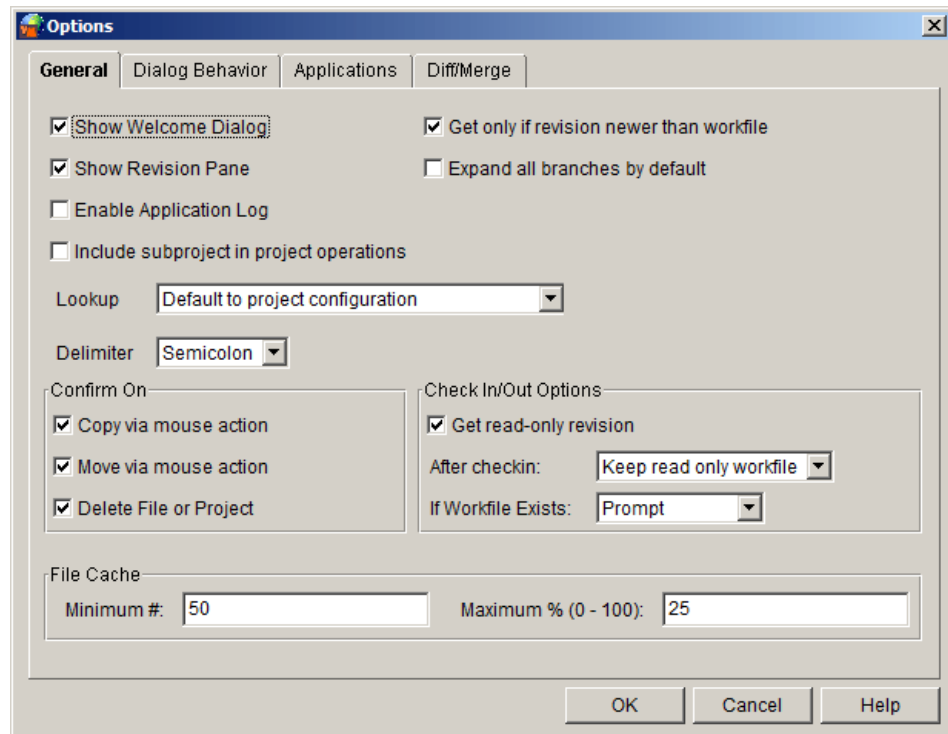 Options
General Dialog Behavior Applications Diff/Merge
Show Welcome Dialog Get only if revision newer than workfile
Show Revision Pane Expand all branches by default
Enable Application Log
Include subproject in project operations
Lookup Default to project configuration
Delimiter Semicolon
Confirm On Check In/Out Options
Copy via mouse action Get read-only revision
Move via mouse action After checkin: Keep read only workfile
Delete File or Project If Workfile Exists: Prompt
File Cache
Minimum #: 50 Maximum % (0 - 100): 25
OK Cancel Help